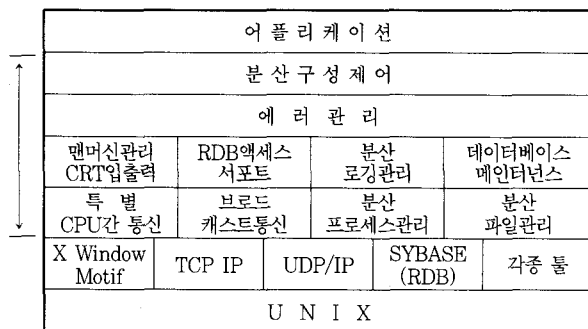 어플리케이션
분산구성제어
에러관리
맨머신관리 RDB액세스 분산 데이터베이스
CRT입출력 서포트 로깅관리 메인터넌스
특별 브로드 분산 분산
CPU간 통신 캐스트통신 프로세스관리 파일관리
X Window TCP IP UDP/IP SYBASE 각종 툴
Motif (RDB)
UNIX